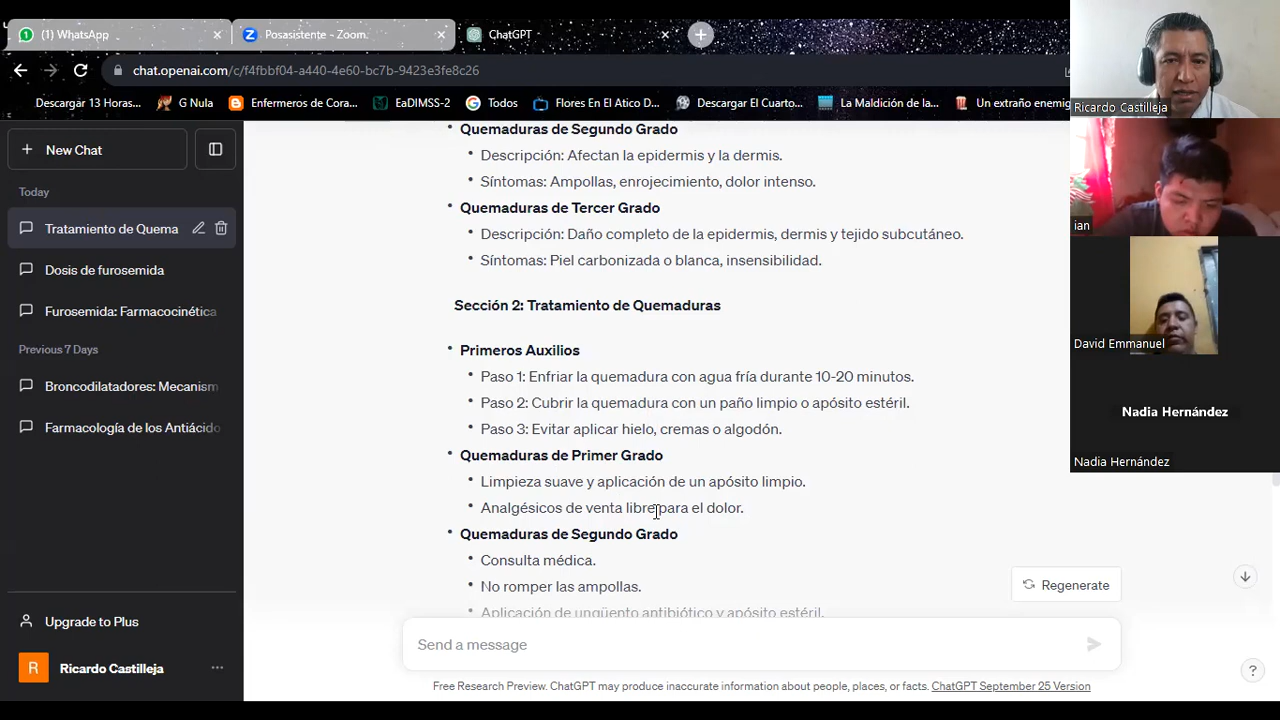 (1) WhatsApp
Posasistente - Zoom.
ChatGPT
chat.openai.com/c/f4fbbf04-a440-4e60-bc7b-9423e3fe8c26
Descargar 13 Horas...
G Nula
Enfermeros de Cora...
EaDIMSS-2
Todos
Flores En El Atico D...
Descargar El Cuarto...
La Maldición de la...
Un extraño enemig
New Chat
Today
Tratamiento de Quema
Dosis de furosemida
Furosemida: Farmacocinética
Previous 7 Days
Broncodilatadores: Mecanism
Farmacología de los Antiácido
Upgrade to Plus
R
Ricardo Castilleja
Quemaduras de Segundo Grado
Descripción: Afectan la epidermis y la dermis.
Síntomas: Ampollas, enrojecimiento, dolor intenso.
Quemaduras de Tercer Grado
Descripción: Daño completo de la epidermis, dermis y tejido subcutáneo.
Síntomas: Piel carbonizada o blanca, insensibilidad.
Sección 2: Tratamiento de Quemaduras
Primeros Auxilios
Paso 1: Enfriar la quemadura con agua fría durante 10-20 minutos.
Paso 2: Cubrir la quemadura con un paño limpio o apósito estéril.
Paso 3: Evitar aplicar hielo, cremas o algodón.
Quemaduras de Primer Grado
Limpieza suave y aplicación de un apósito limpio.
Analgésicos de venta libre para el dolor.
Quemaduras de Segundo Grado
Consulta médica.
No romper las ampollas.
Aplicación de ungüento antibiótico y apósito estéril.
Regenerate
Send a message
Free Research Preview. ChatGPT may produce inaccurate information about people, places, or facts. ChatGPT September 25 Version
?
Ricardo Castilleja
ian
David Emmanuel
Nadia Hernández
Nadia Hernández